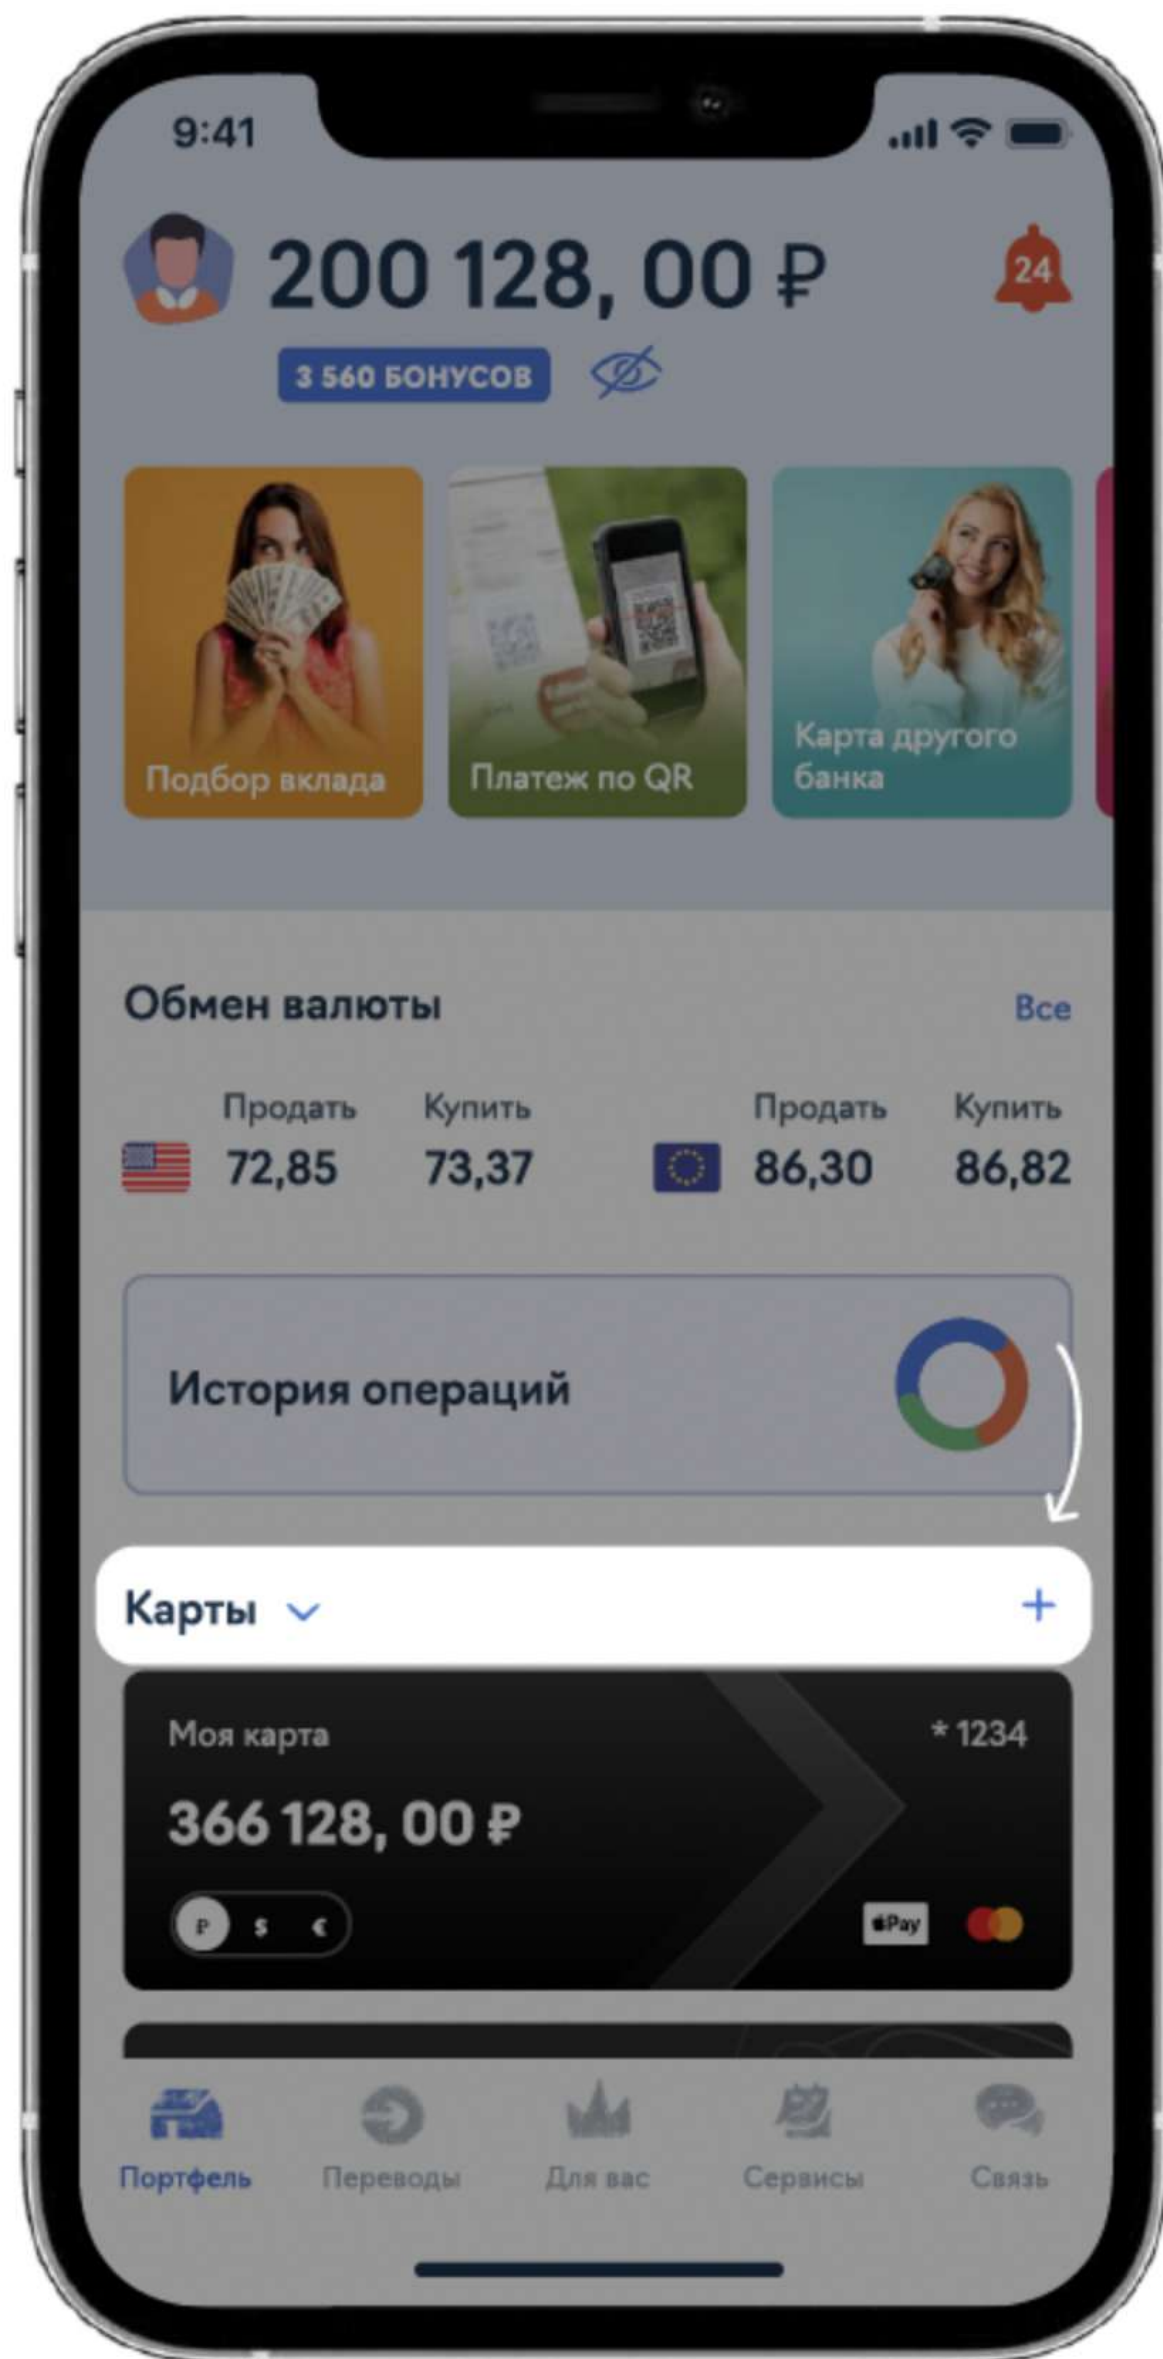 9:41
200 128, 00 ₽
24
3 560 БОНУСОВ
Подбор вклада
Платеж по QR
Карта другого
банка
Обмен валюты
Все
Продать Купить Продать Купить
72,85 73,37 86,30 86,82
История операций
Карты
+
Моя карта
* 1234
366 128, 00 ₽
₽ $ €
Pay
Портфель Переводы Для вас Сервисы Связь